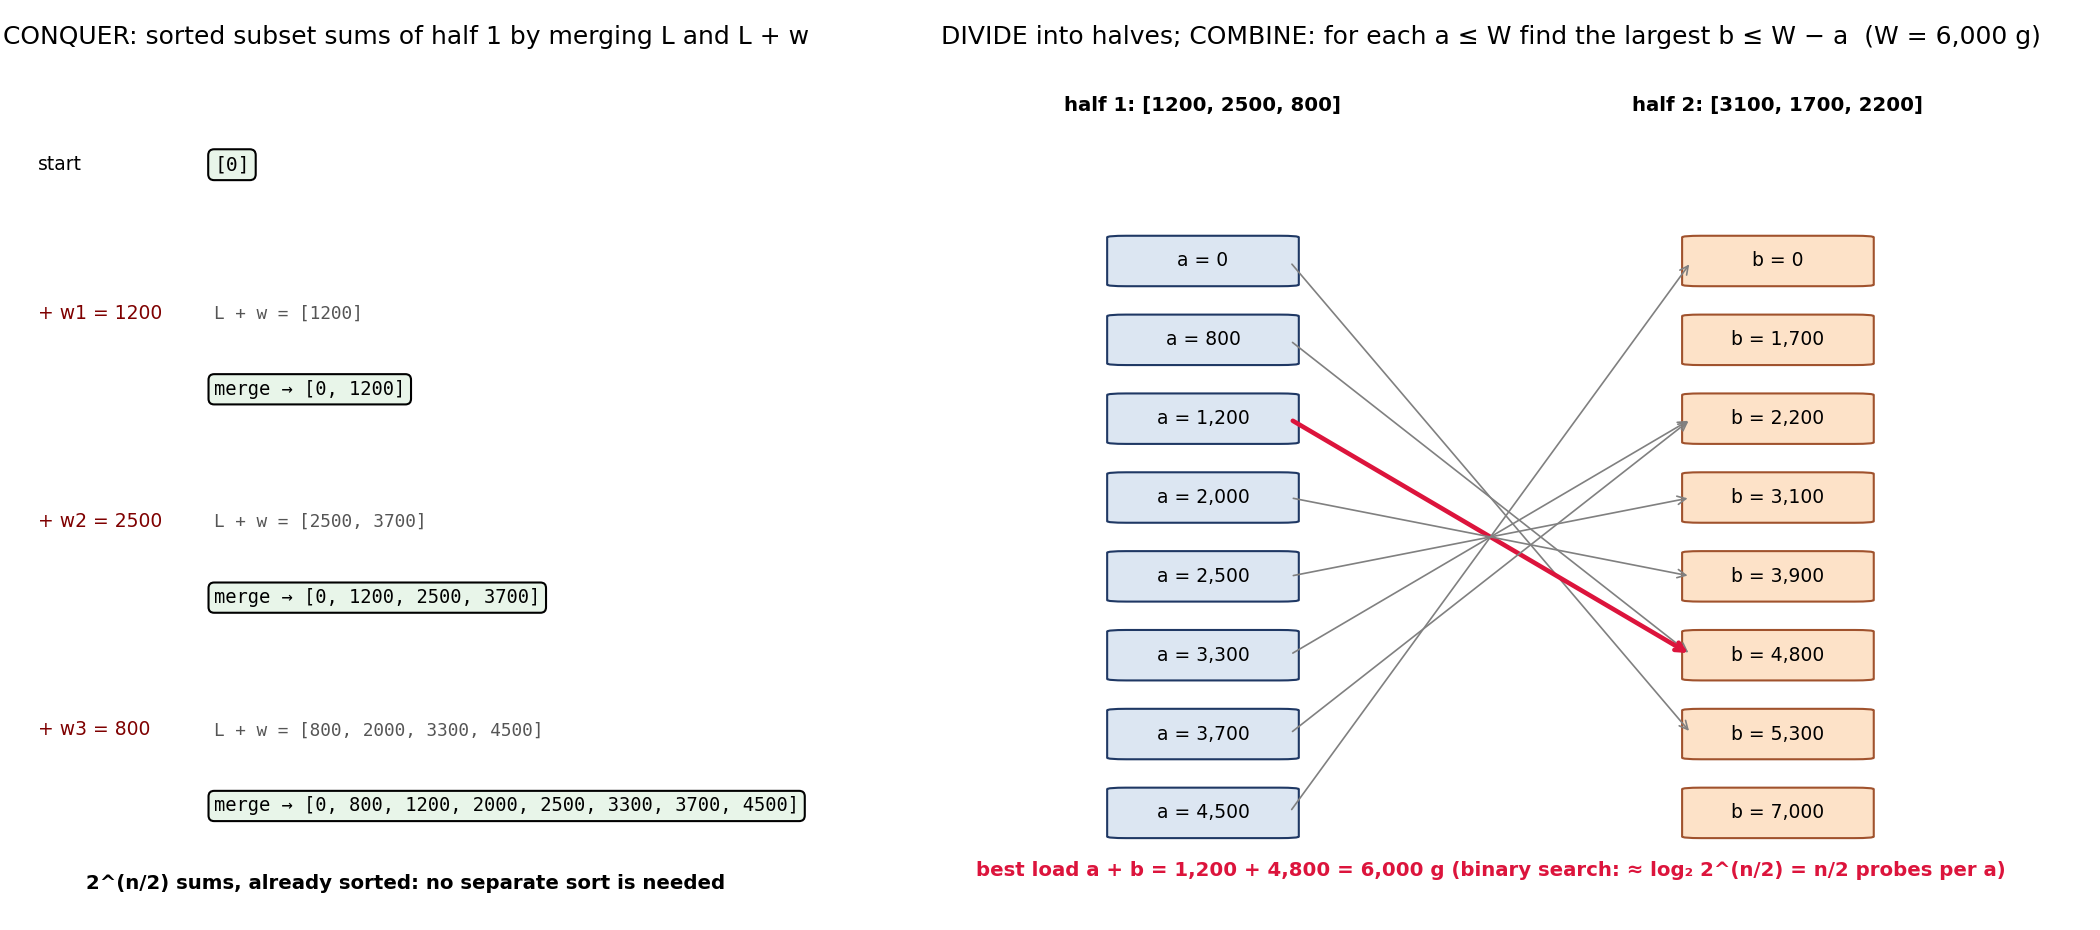 CONQUER: sorted subset sums of half 1 by merging L and L + w
start
[0]
+ w1 = 1200
L + w = [1200]
merge → [0, 1200]
+ w2 = 2500
L + w = [2500, 3700]
merge → [0, 1200, 2500, 3700]
+ w3 = 800
L + w = [800, 2000, 3300, 4500]
merge → [0, 800, 1200, 2000, 2500, 3300, 3700, 4500]
2^(n/2) sums, already sorted: no separate sort is needed
DIVIDE into halves; COMBINE: for each a ≤ W find the largest b ≤ W − a  (W = 6,000 g)
half 1: [1200, 2500, 800]
half 2: [3100, 1700, 2200]
a = 0
b = 0
a = 800
b = 1,700
a = 1,200
b = 2,200
a = 2,000
b = 3,100
a = 2,500
b = 3,900
a = 3,300
b = 4,800
a = 3,700
b = 5,300
a = 4,500
b = 7,000
best load a + b = 1,200 + 4,800 = 6,000 g (binary search: ≈ log₂ 2^(n/2) = n/2 probes per a)